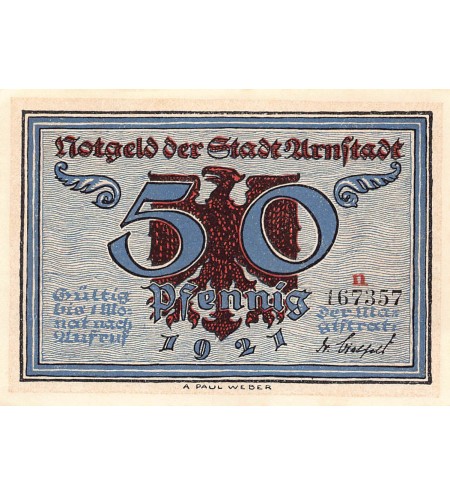 Notgeld der Stadt Arnstadt
50
Pfennig
1921
Gültig
bis 1 Mo-
nat nach
Aufruf
n
167357
der Ma-
gistrat:
A PAUL WEBER